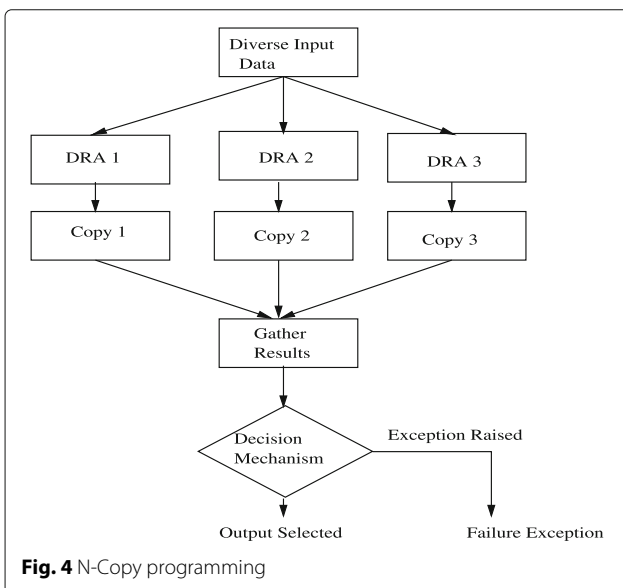 Diverse Input
Data
DRA 1
DRA 2
DRA 3
Copy 1
Copy 2
Copy 3
Gather
Results
Decision
Mechanism
Exception Raised
Output Selected
Failure Exception
Fig. 4 N-Copy programming